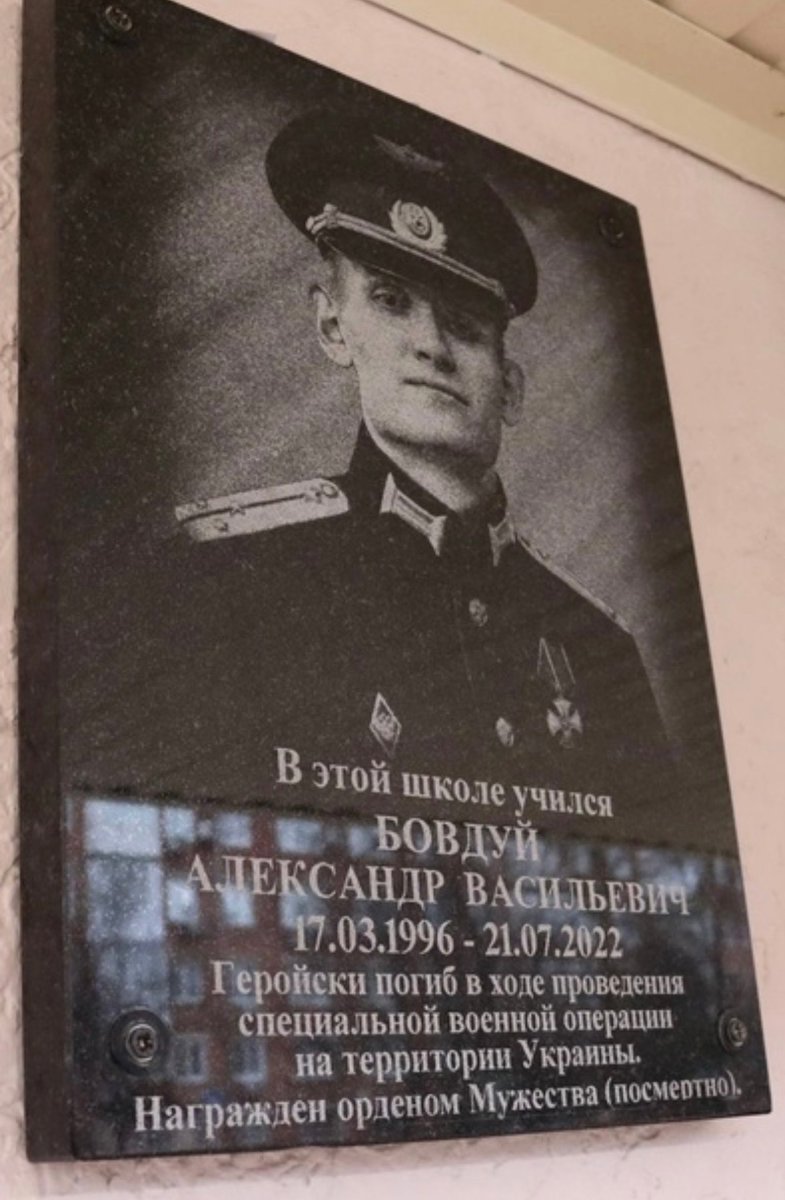 В этой школе учился
БОВДУЙ
АЛЕКСАНДР ВАСИЛЬЕВИЧ
17.03.1996 - 21.07.2022
Геройски погиб в ходе проведения
специальной военной операции
на территории Украины.
Награжден орденом Мужества (посмертно).